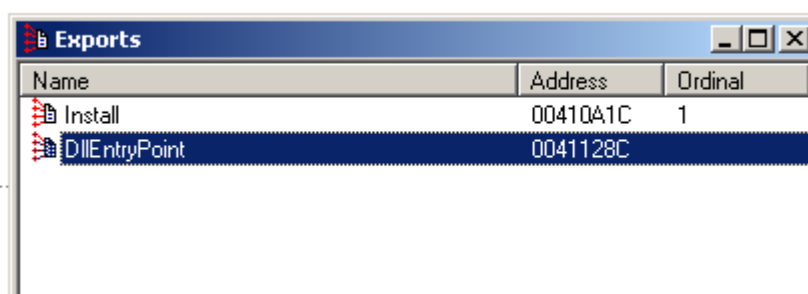 Exports
Name Address Ordinal
Install 00410A1C 1
DllEntryPoint 0041128C